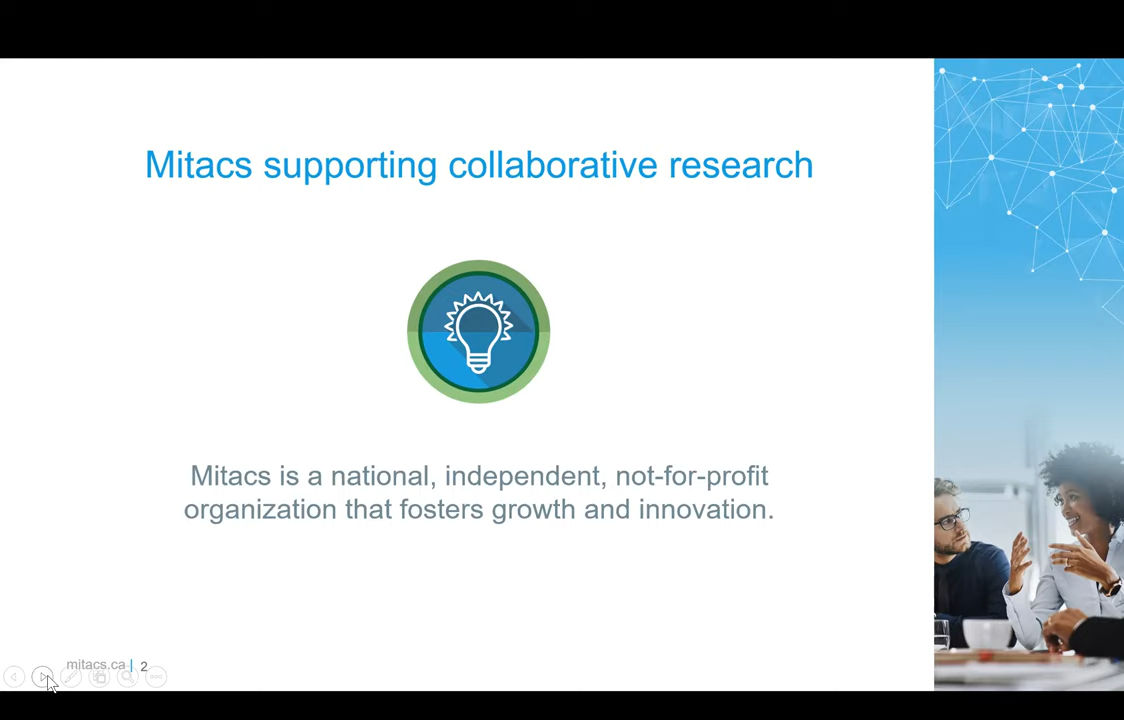 Mitacs supporting collaborative research
Mitacs is a national, independent, not-for-profit
organization that fosters growth and innovation.
mitacs.ca | 2